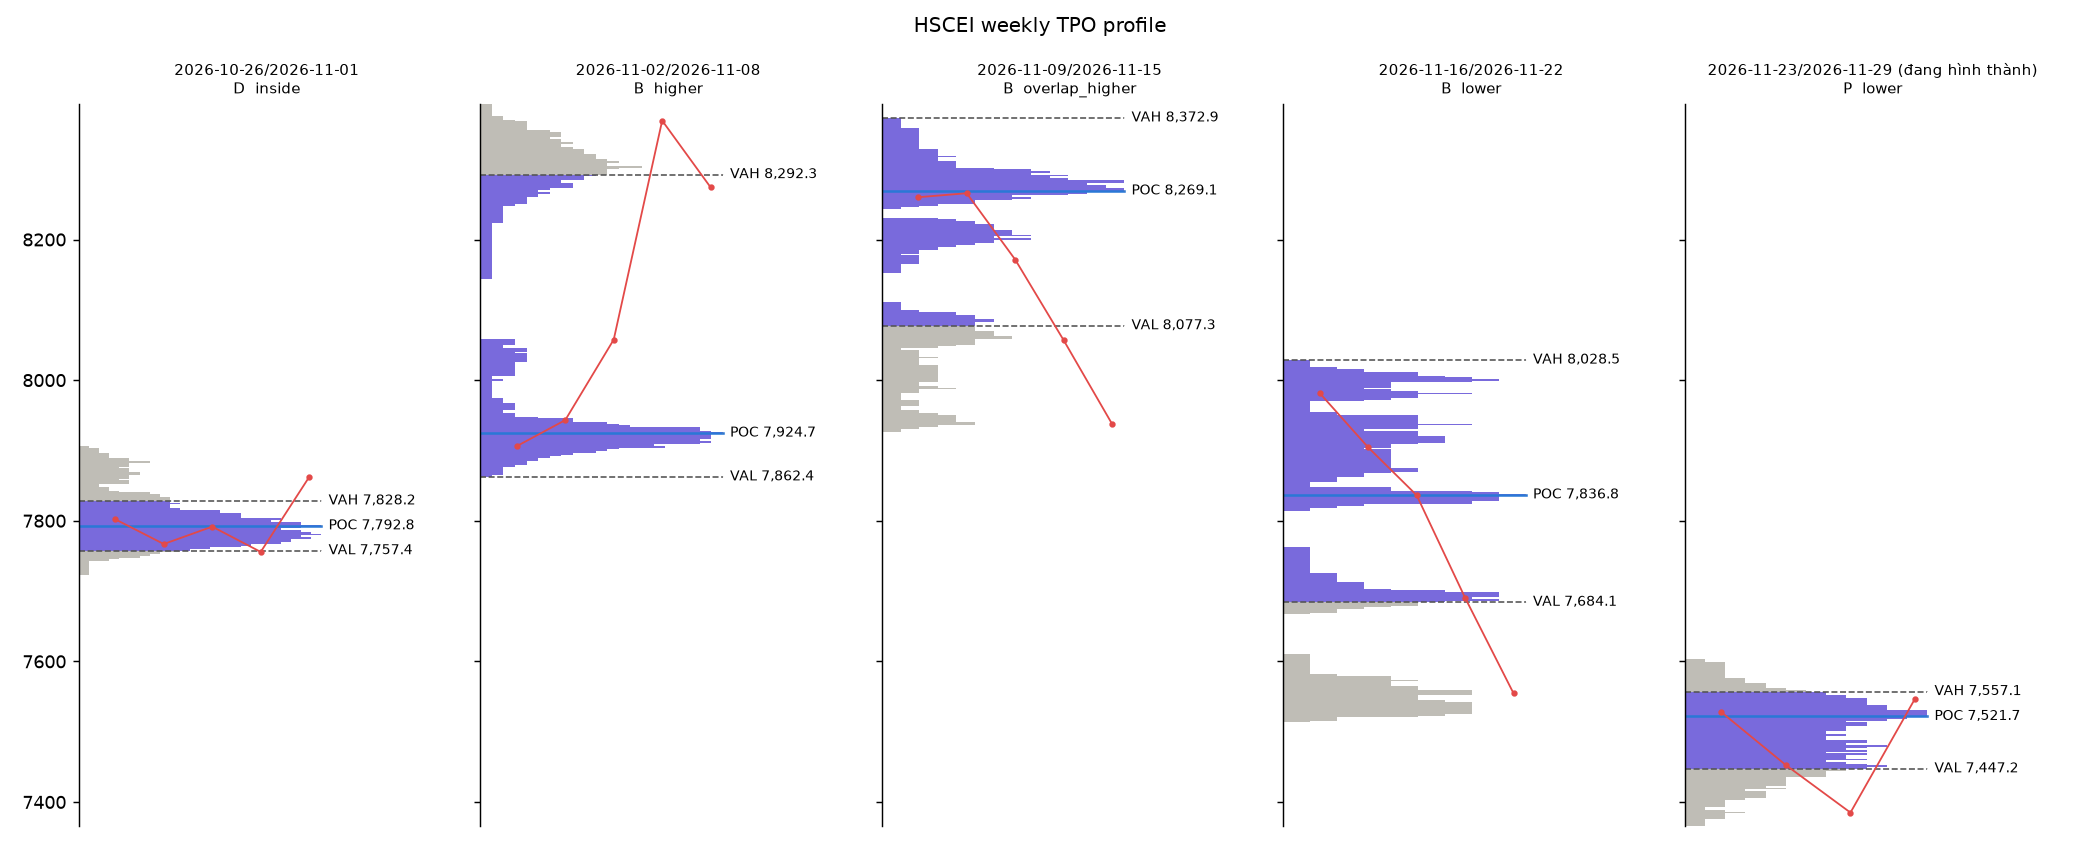 HSCEI weekly TPO profile
2026-10-26/2026-11-01
D  inside
2026-11-02/2026-11-08
B  higher
2026-11-09/2026-11-15
B  overlap_higher
2026-11-16/2026-11-22
B  lower
2026-11-23/2026-11-29 (đang hình thành)
P  lower
8200
8000
7800
7600
7400
VAH 7,828.2
POC 7,792.8
VAL 7,757.4
VAH 8,292.3
POC 7,924.7
VAL 7,862.4
VAH 8,372.9
POC 8,269.1
VAL 8,077.3
VAH 8,028.5
POC 7,836.8
VAL 7,684.1
VAH 7,557.1
POC 7,521.7
VAL 7,447.2